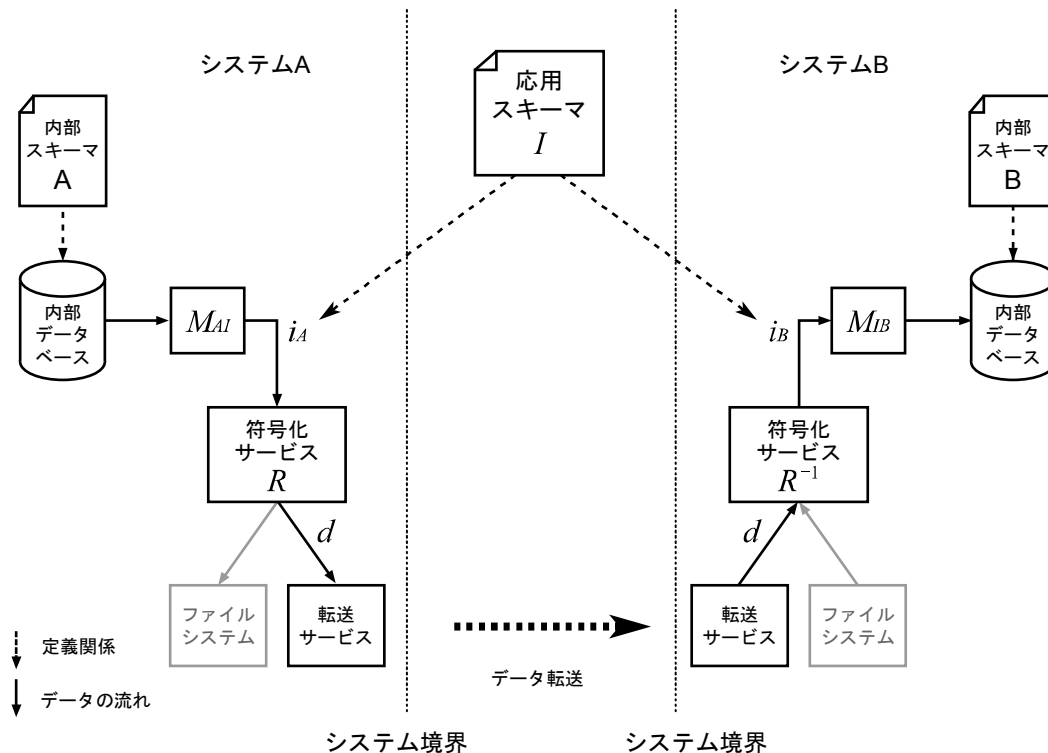 システムA
システムB
応用
スキーマ
I
内部
スキーマ
A
内部
スキーマ
B
内部
データ
ベース
MAI
iA
iB
MIB
内部
データ
ベース
符号化
サービス
R
符号化
サービス
R⁻¹
d
d
ファイル
システム
転送
サービス
転送
サービス
ファイル
システム
定義関係
データの流れ
データ転送
システム境界
システム境界